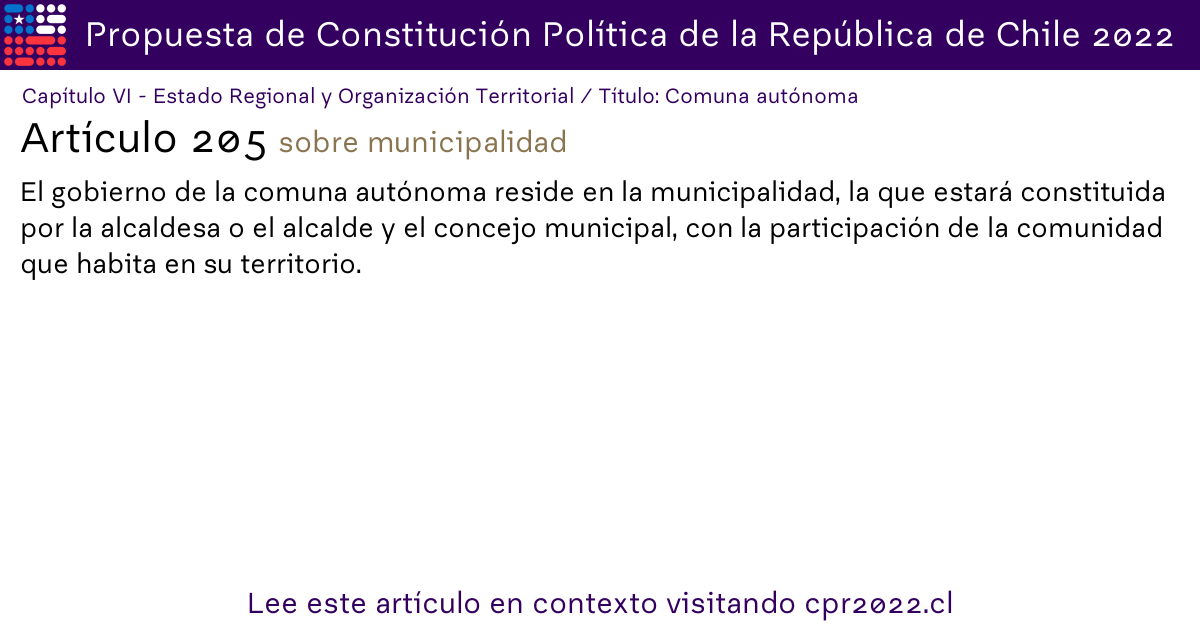 Propuesta de Constitución Política de la República de Chile 2022
Capítulo VI - Estado Regional y Organización Territorial / Título: Comuna autónoma
Artículo 205 sobre municipalidad
El gobierno de la comuna autónoma reside en la municipalidad, la que estará constituida
por la alcaldesa o el alcalde y el concejo municipal, con la participación de la comunidad
que habita en su territorio.
Lee este artículo en contexto visitando cpr2022.cl